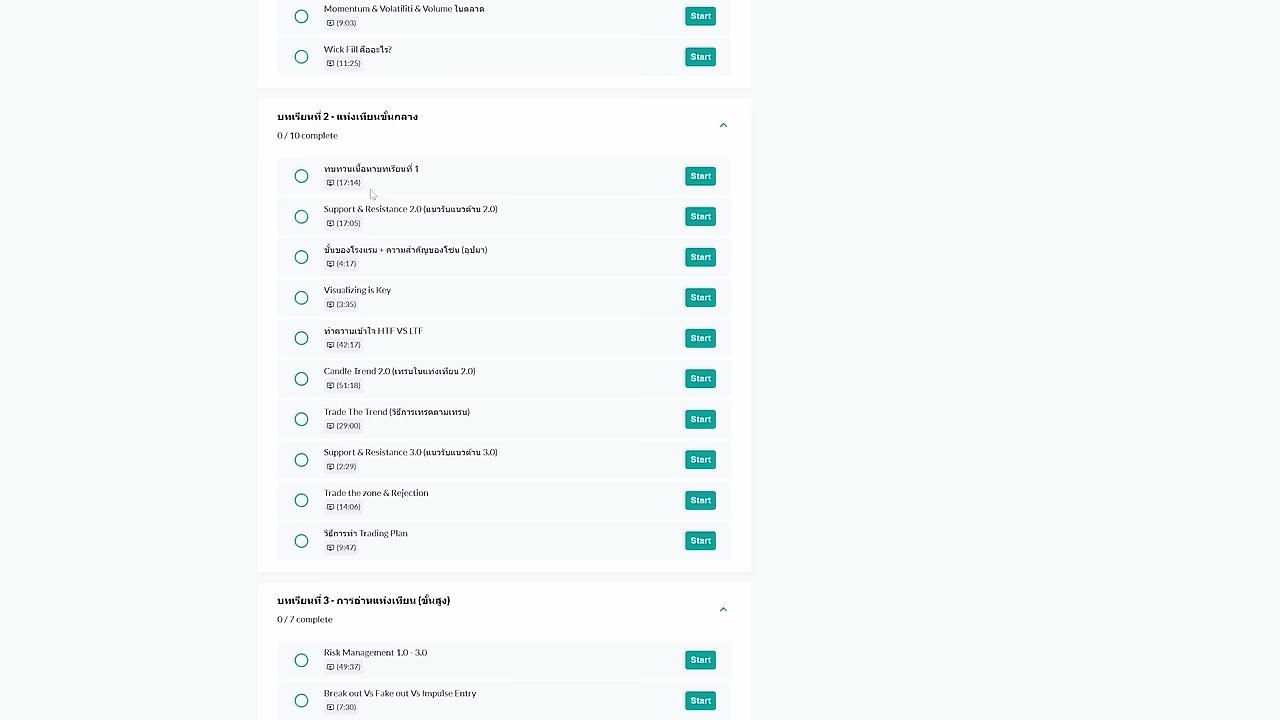 Momentum & Volatiliti & Volume ในตลาด
(9:03)
Start
Wick Fill คืออะไร?
(11:25)
Start
บทเรียนที่ 2 - แท่งเทียนขั้นกลาง
0 / 10 complete
ทบทวนเนื้อหาบทเรียนที่ 1
(17:14)
Start
Support & Resistance 2.0 (แนวรับแนวต้าน 2.0)
(17:05)
Start
ชั้นของโรงแรม + ความสำคัญของโซน (อุปมา)
(4:17)
Start
Visualizing is Key
(3:35)
Start
ทำความเข้าใจ HTF VS LTF
(42:17)
Start
Candle Trend 2.0 (เทรนในแท่งเทียน 2.0)
(51:18)
Start
Trade The Trend (วิธีการเทรดตามเทรน)
(29:00)
Start
Support & Resistance 3.0 (แนวรับแนวต้าน 3.0)
(2:29)
Start
Trade the zone & Rejection
(14:06)
Start
วิธีการทำ Trading Plan
(9:47)
Start
บทเรียนที่ 3 - การอ่านแท่งเทียน (ขั้นสูง)
0 / 7 complete
Risk Management 1.0 - 3.0
(49:37)
Start
Break out Vs Fake out Vs Impulse Entry
(7:30)
Start